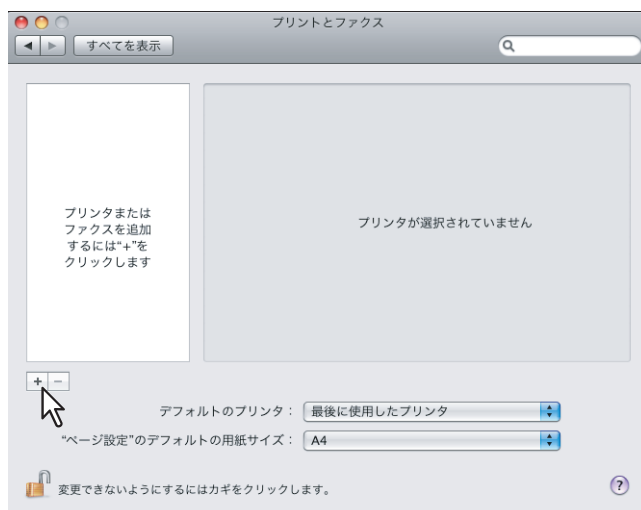 プリントとファクス
すべてを表示
プリンタまたは
ファクスを追加
するには“+”を
クリックします
プリンタが選択されていません
+ −
デフォルトのプリンタ： 最後に使用したプリンタ
“ページ設定”のデフォルトの用紙サイズ： A4
変更できないようにするにはカギをクリックします。 ?